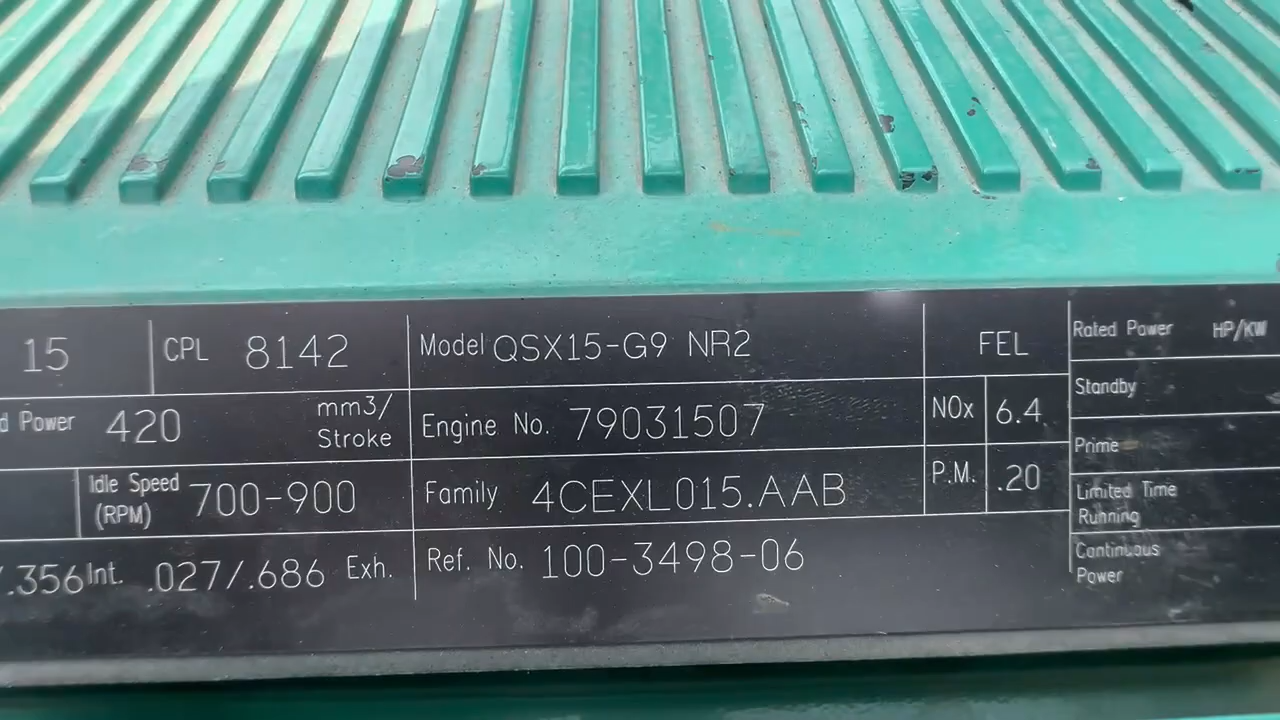 15 CPL 8142 Model QSX15-G9 NR2 FEL Rated Power HP/KW
Power 420 mm3/
Stroke
Engine No. 79031507 NOx 6.4 Standby
Prime
Idle Speed
(RPM) 700-900 Family 4CEXL015.AAB P.M. .20 Limited Time
Running
.356 Int. .027/.686 Exh. Ref. No. 100-3498-06 Continuous
Power